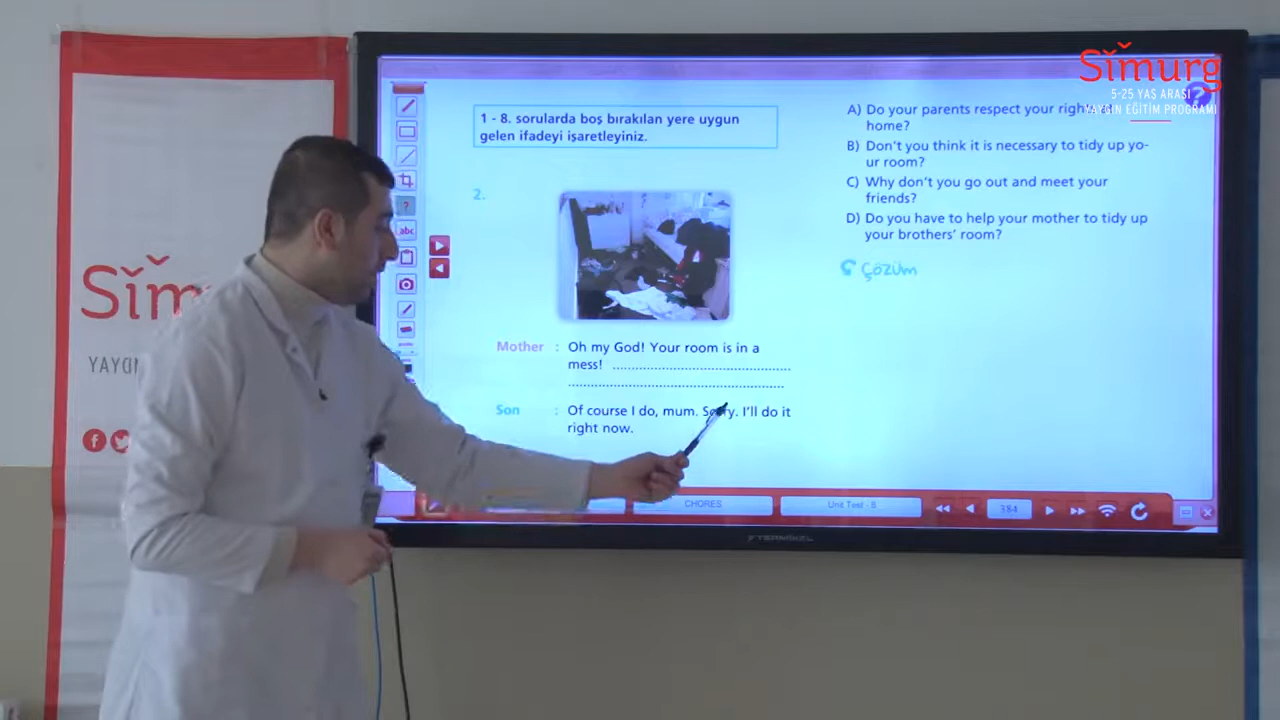 Simurg
5-25 YAŞ ARASI
YAYGIN EĞİTİM PROGRAMI
1 - 8. sorularda boş bırakılan yere uygun
gelen ifadeyi işaretleyiniz.
2.
Mother : Oh my God! Your room is in a
mess! ..............................................
........................................................
Son : Of course I do, mum. Sorry. I'll do it
right now.
A) Do your parents respect your
home?
B) Don't you think it is necessary to tidy up yo-
ur room?
C) Why don't you go out and meet your
friends?
D) Do you have to help your mother to tidy up
your brothers' room?
Çözüm
?
abc
CHORES
Unit Test - 8
384